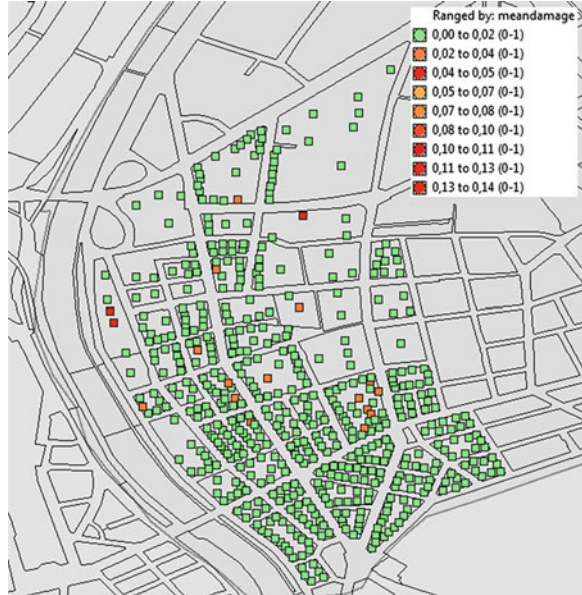 Ranged by: meandamage
0,00 to 0,02 (0-1)
0,02 to 0,04 (0-1)
0,04 to 0,05 (0-1)
0,05 to 0,07 (0-1)
0,07 to 0,08 (0-1)
0,08 to 0,10 (0-1)
0,10 to 0,11 (0-1)
0,11 to 0,13 (0-1)
0,13 to 0,14 (0-1)